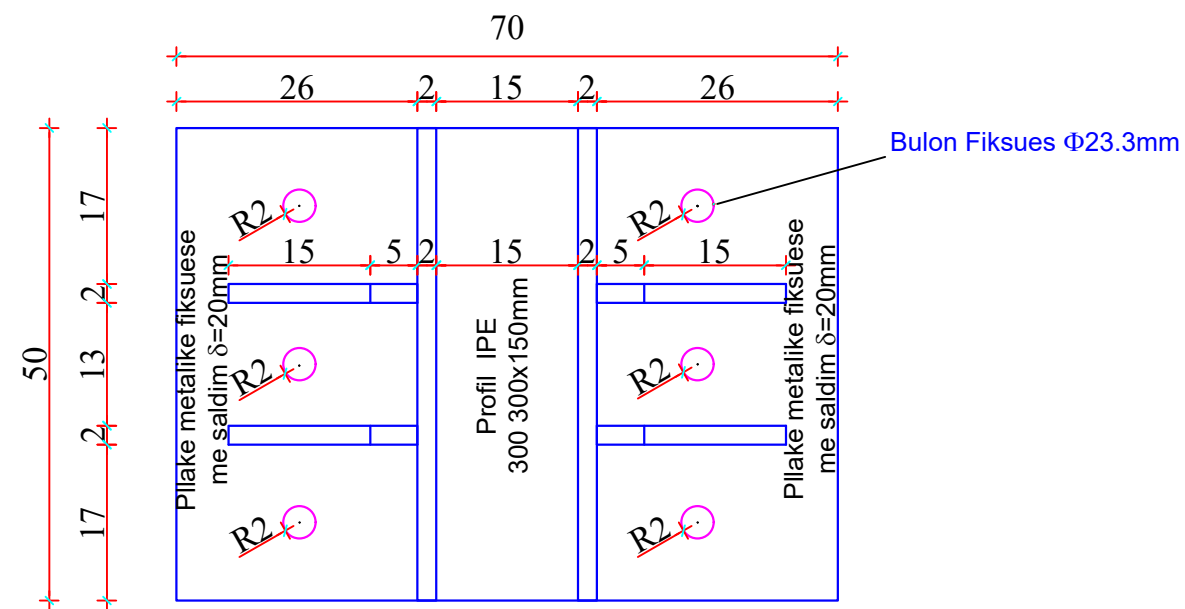 70
26 2 15 2 26
Bulon Fiksues Φ23.3mm
50
17
2
13
2
17
R2
R2
15 5 2 15 2 5 15
Pllake metalike fiksuese
me saldim δ=20mm
Profil IPE
300 300x150mm
Pllake metalike fiksuese
me saldim δ=20mm
R2
R2
R2
R2